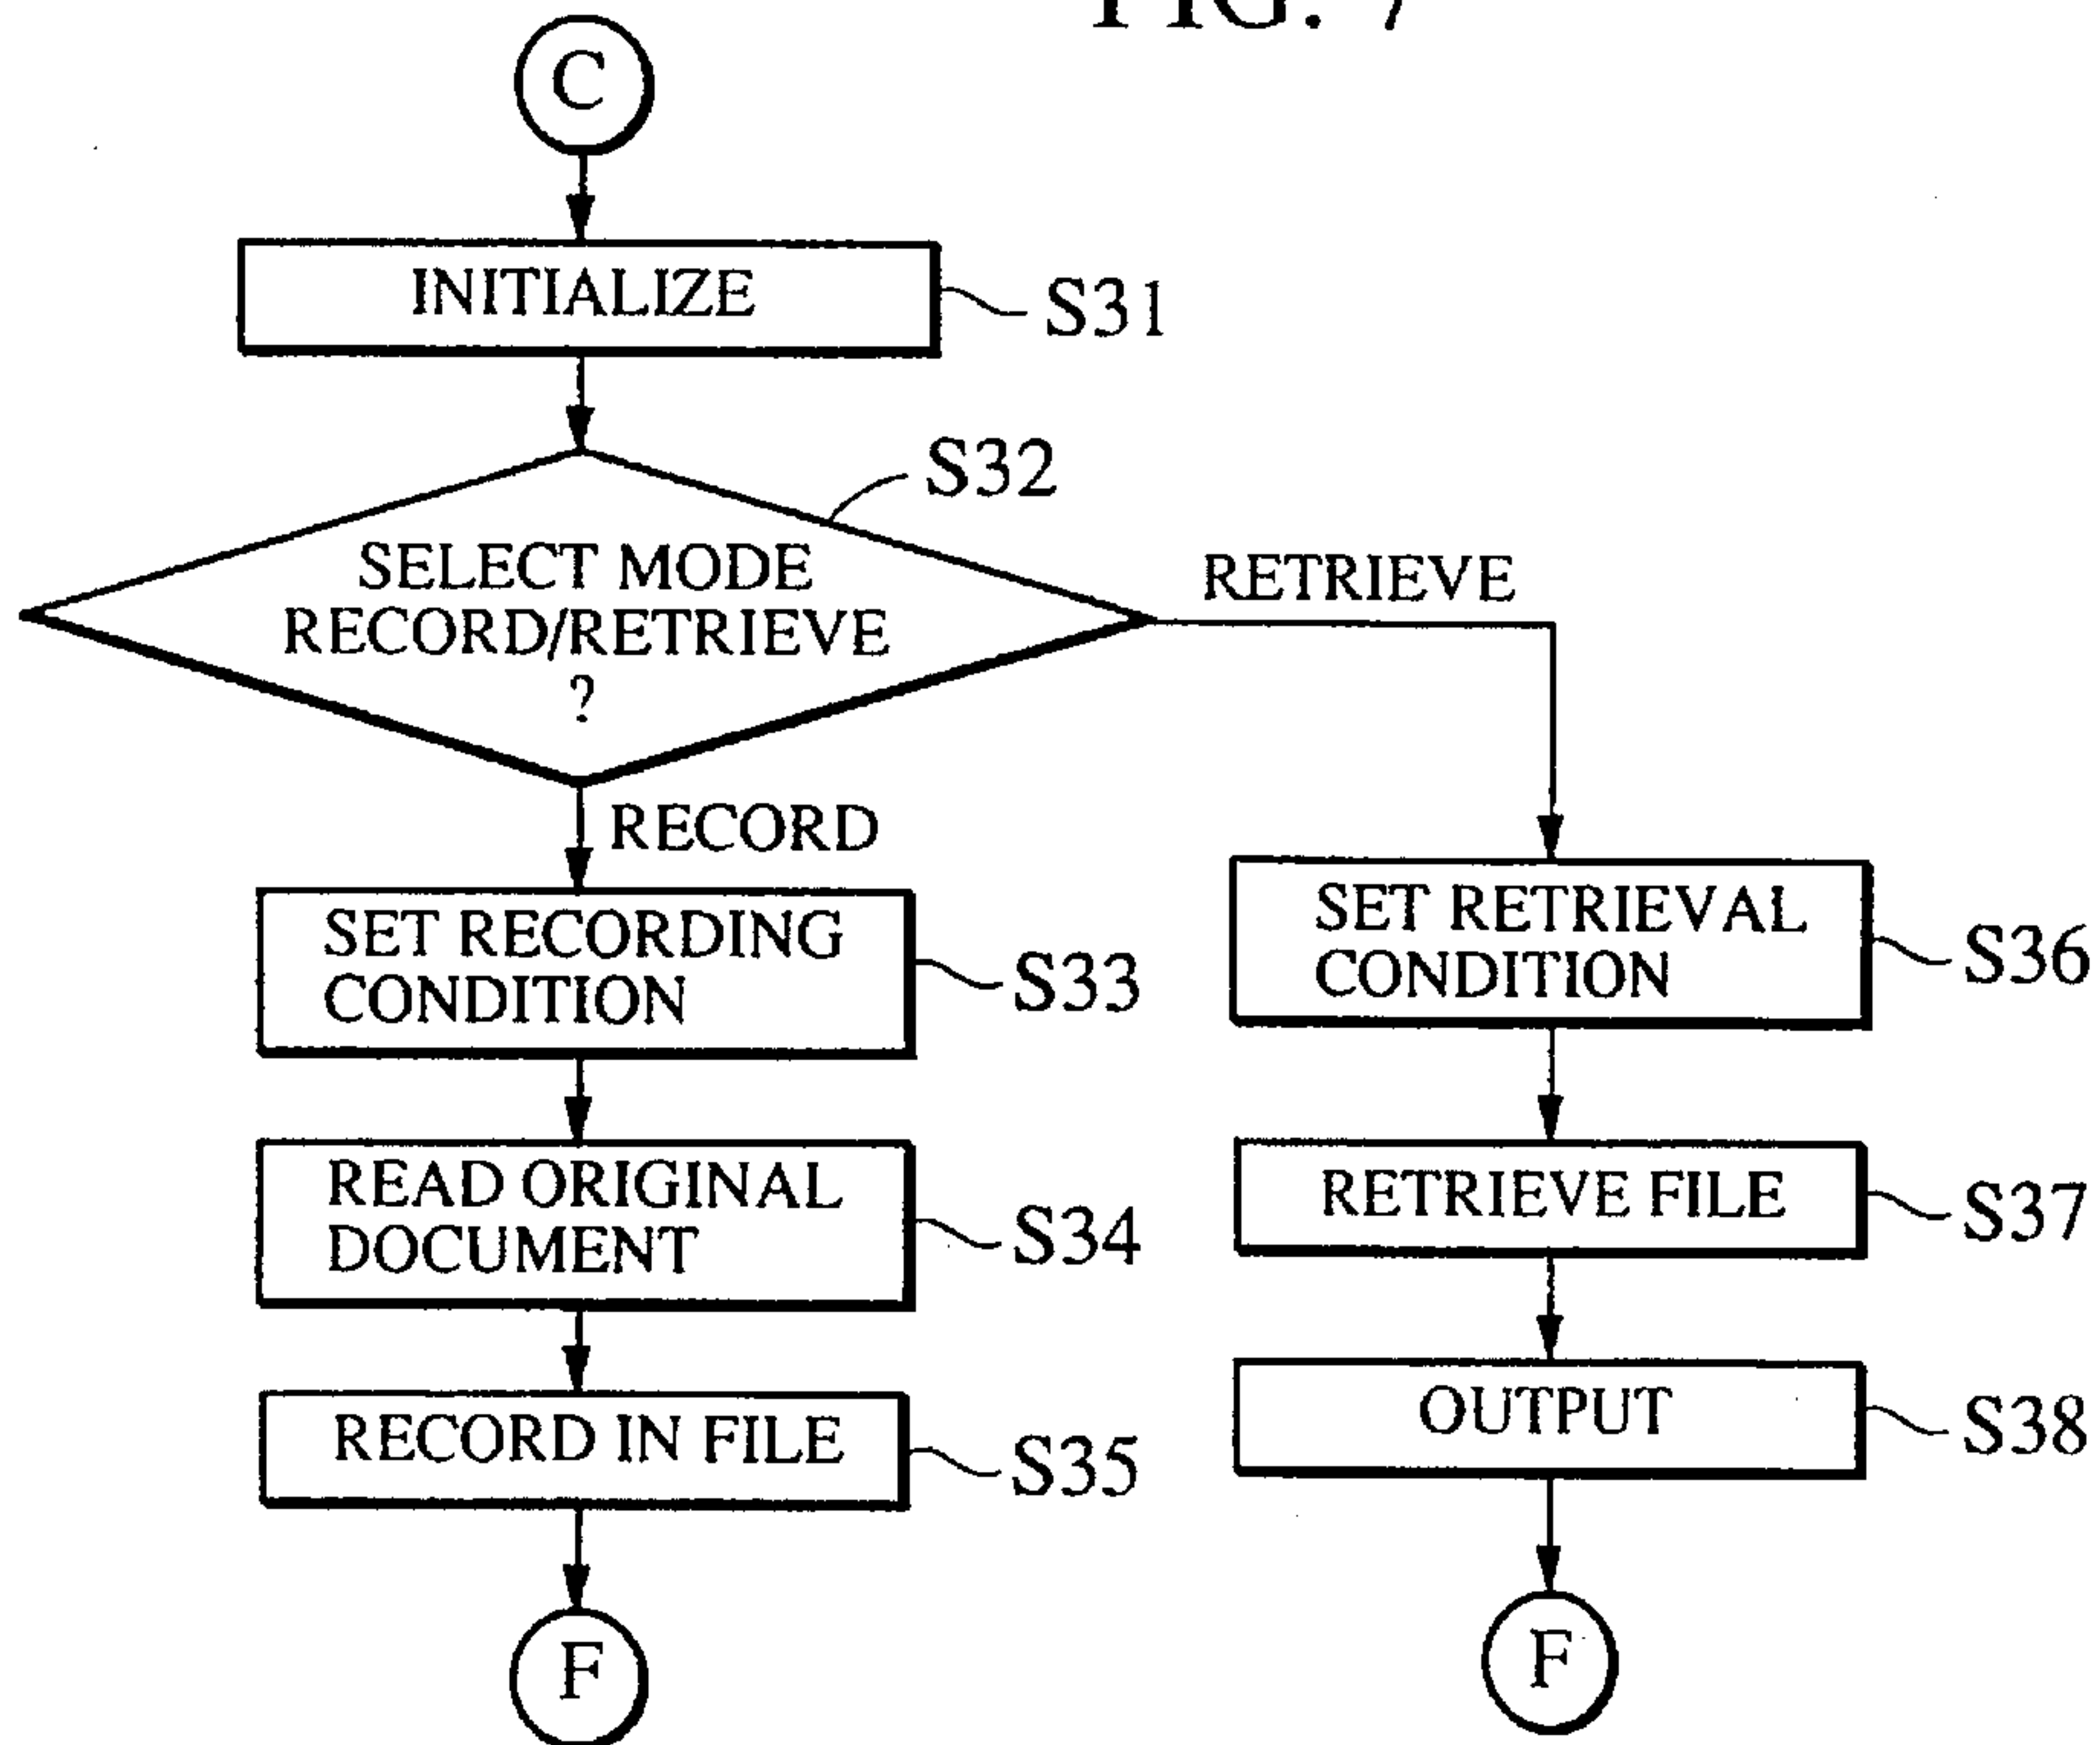 FIG. 7
C
INITIALIZE
S31
S32
SELECT MODE
RECORD/RETRIEVE
?
RETRIEVE
RECORD
SET RECORDING
CONDITION
S33
READ ORIGINAL
DOCUMENT
S34
RECORD IN FILE
S35
F
SET RETRIEVAL
CONDITION
S36
RETRIEVE FILE
S37
OUTPUT
S38
F